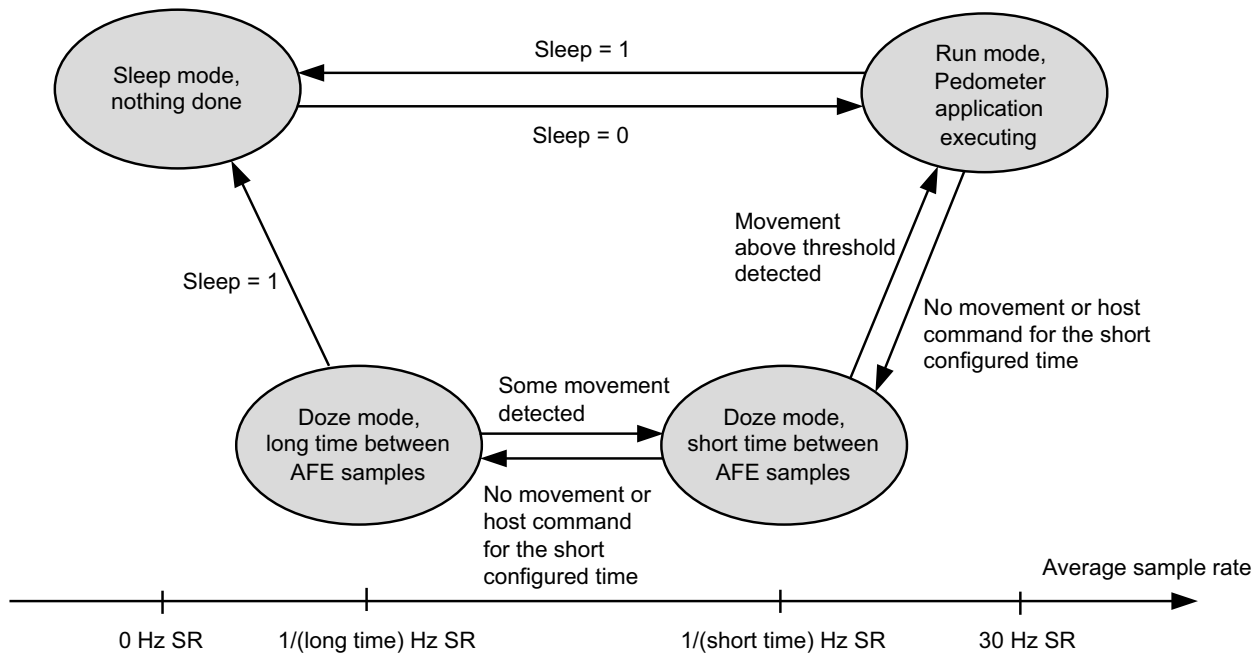 Sleep mode,
nothing done
Sleep = 1
Sleep = 0
Run mode,
Pedometer
application
executing
Movement
above threshold
detected
Sleep = 1
No movement or host
command for the short
configured time
Some movement
detected
Doze mode,
long time between
AFE samples
Doze mode,
short time between
AFE samples
No movement or
host command
for the short
configured time
Average sample rate
0 Hz SR
1/(long time) Hz SR
1/(short time) Hz SR
30 Hz SR